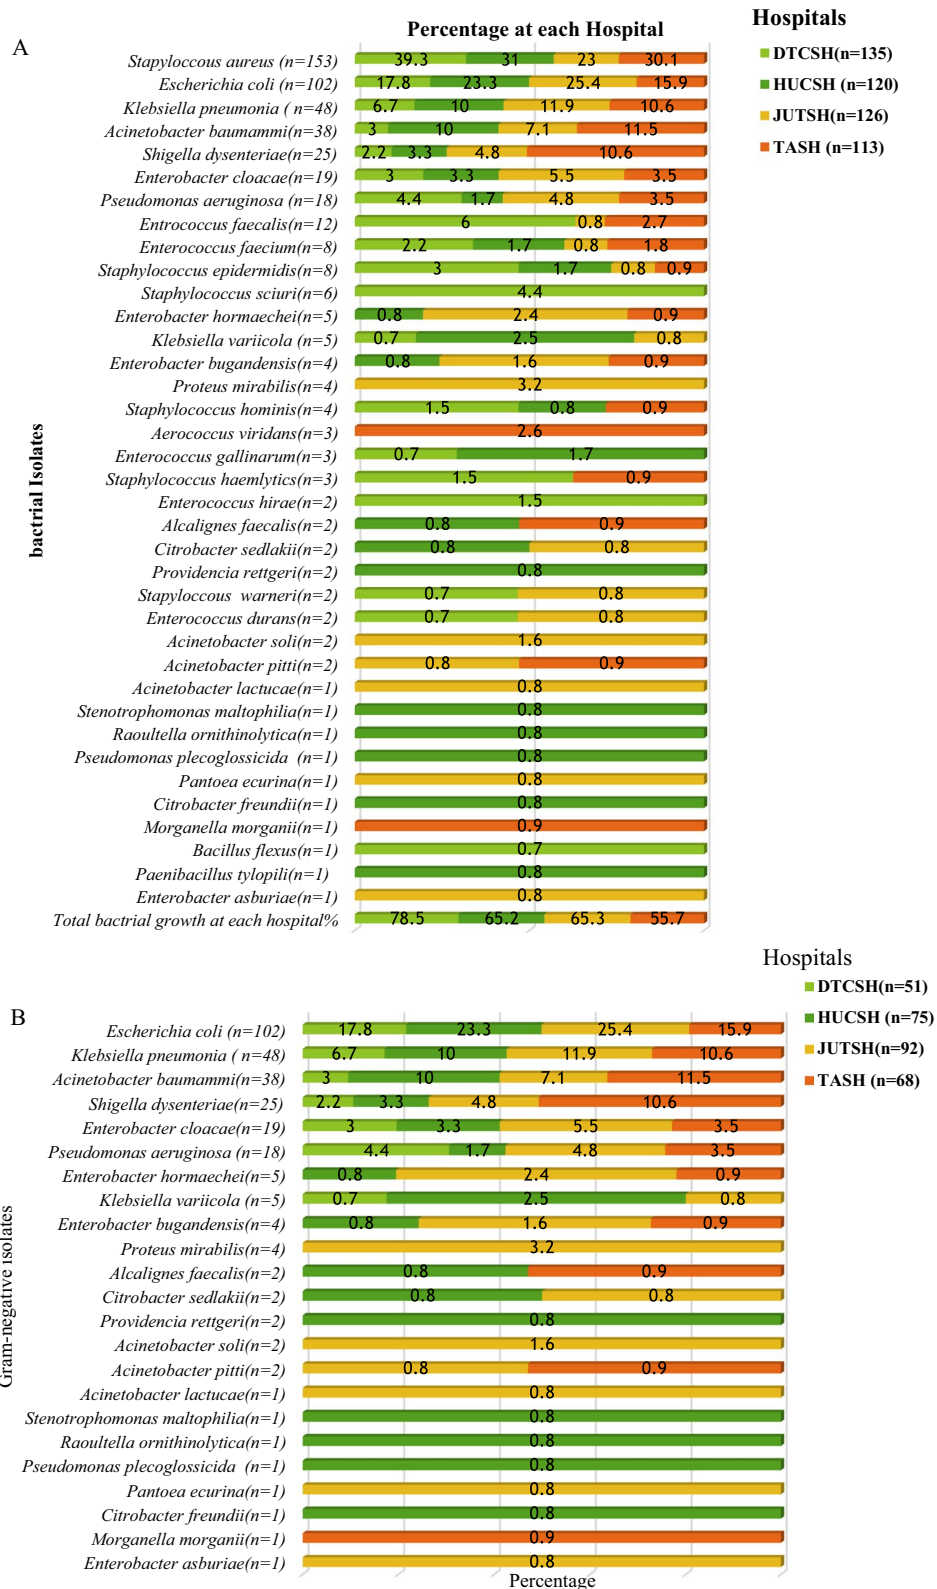 A
Percentage at each Hospital
Hospitals
DTCSH(n=135)
HUCSH (n=120)
JUTSH(n=126)
TASH (n=113)
bactrial Isolates
Stapyloccus aureus (n=153) 39.3 31 23 30.1
Escherichia coli (n=102) 17.8 23.3 25.4 15.9
Klebsiella pneumonia ( n=48) 6.7 10 11.9 10.6
Acinetobacter baumammi(n=38) 3 10 7.1 11.5
Shigella dysenteriae(n=25) 2.2 3.3 4.8 10.6
Enterobacter cloacae(n=19) 3 3.3 5.5 3.5
Pseudomonas aeruginosa (n=18) 4.4 1.7 4.8 3.5
Entrococcus faecalis(n=12) 6 0.8 2.7
Enterococcus faecium(n=8) 2.2 1.7 0.8 1.8
Staphylococcus epidermidis(n=8) 3 1.7 0.8 0.9
Staphylococcus sciuri(n=6) 4.4
Enterobacter hormaechei(n=5) 0.8 2.4 0.9
Klebsiella variicola (n=5) 0.7 2.5 0.8
Enterobacter bugandensis(n=4) 0.8 1.6 0.9
Proteus mirabilis(n=4) 3.2
Staphylococcus hominis(n=4) 1.5 0.8 0.9
Aerococcus viridans(n=3) 2.6
Enterococcus gallinarum(n=3) 0.7 1.7
Staphylococcus haemlytics(n=3) 1.5 0.9
Enterococcus hirae(n=2) 1.5
Alcalignes faecalis(n=2) 0.8 0.9
Citrobacter sedlakii(n=2) 0.8 0.8
Providencia rettgeri(n=2) 0.8
Stapyloccous warneri(n=2) 0.7 0.8
Enterococcus durans(n=2) 0.7 0.8
Acinetobacter soli(n=2) 1.6
Acinetobacter pitti(n=2) 0.8 0.9
Acinetobacter lactucae(n=1) 0.8
Stenotrophomonas maltophilia(n=1) 0.8
Raoultella ornithinolytica(n=1) 0.8
Pseudomonas plecoglossicida (n=1) 0.8
Pantoea ecurina(n=1) 0.8
Citrobacter freundii(n=1) 0.8
Morganella morganii(n=1) 0.9
Bacillus flexus(n=1) 0.7
Paenibacillus tylopili(n=1) 0.8
Enterobacter asburiae(n=1) 0.8
Total bactrial growth at each hospital% 78.5 65.2 65.3 55.7
B
Hospitals
DTCSH(n=51)
HUCSH (n=75)
JUTSH(n=92)
TASH (n=68)
Gram-negative isolates
Escherichia coli (n=102) 17.8 23.3 25.4 15.9
Klebsiella pneumonia ( n=48) 6.7 10 11.9 10.6
Acinetobacter baumammi(n=38) 3 10 7.1 11.5
Shigella dysenteriae(n=25) 2.2 3.3 4.8 10.6
Enterobacter cloacae(n=19) 3 3.3 5.5 3.5
Pseudomonas aeruginosa (n=18) 4.4 1.7 4.8 3.5
Enterobacter hormaechei(n=5) 0.8 2.4 0.9
Klebsiella variicola (n=5) 0.7 2.5 0.8
Enterobacter bugandensis(n=4) 0.8 1.6 0.9
Proteus mirabilis(n=4) 3.2
Alcalignes faecalis(n=2) 0.8 0.9
Citrobacter sedlakii(n=2) 0.8 0.8
Providencia rettgeri(n=2) 0.8
Acinetobacter soli(n=2) 1.6
Acinetobacter pitti(n=2) 0.8 0.9
Acinetobacter lactucae(n=1) 0.8
Stenotrophomonas maltophilia(n=1) 0.8
Raoultella ornithinolytica(n=1) 0.8
Pseudomonas plecoglossicida (n=1) 0.8
Pantoea ecurina(n=1) 0.8
Citrobacter freundii(n=1) 0.8
Morganella morganii(n=1) 0.9
Enterobacter asburiae(n=1) 0.8
Percentage